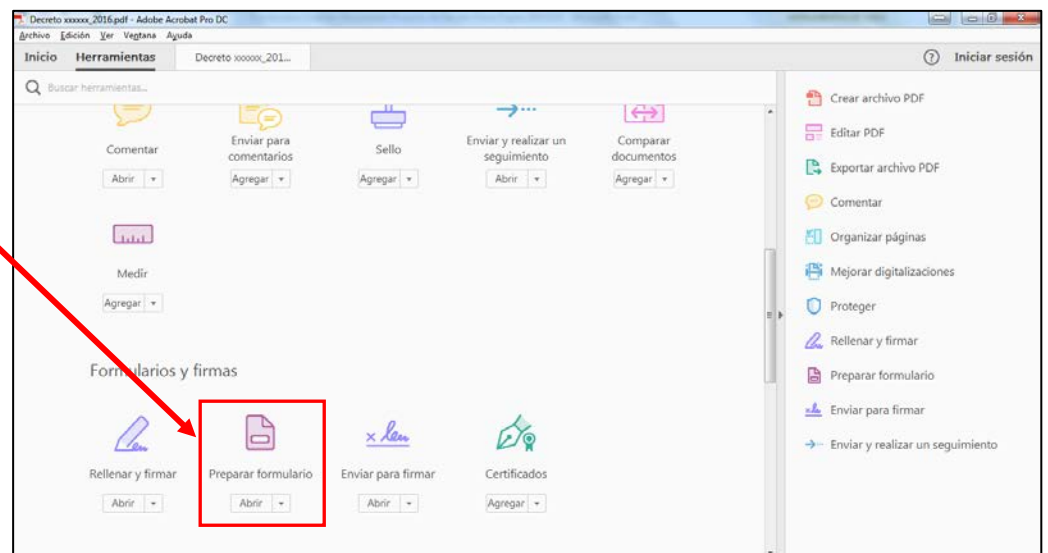 Decreto xxxxxx_2016.pdf - Adobe Acrobat Pro DC
Archivo Edición Ver Ventana Ayuda
Inicio Herramientas Decreto xxxxxx_201... Iniciar sesión
Buscar herramientas...
Comentar
Abrir
Enviar para
comentarios
Agregar
Sello
Agregar
Enviar y realizar un
seguimiento
Abrir
Comparar
documentos
Agregar
Medir
Agregar
Formularios y firmas
Rellenar y firmar
Abrir
Preparar formulario
Abrir
Enviar para firmar
Abrir
Certificados
Agregar
Crear archivo PDF
Editar PDF
Exportar archivo PDF
Comentar
Organizar páginas
Mejorar digitalizaciones
Proteger
Rellenar y firmar
Preparar formulario
Enviar para firmar
Enviar y realizar un seguimiento